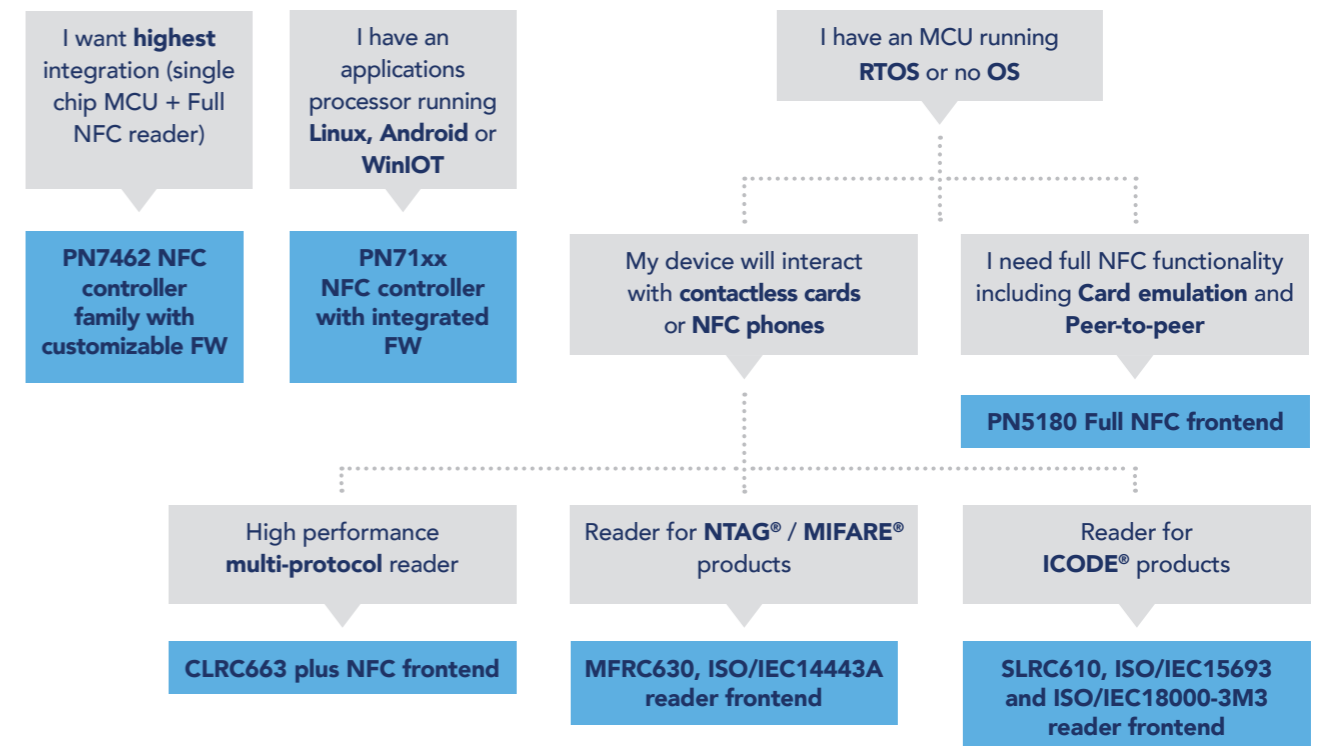 I want highest
integration (single
chip MCU + Full
NFC reader)
I have an
applications
processor running
Linux, Android or
WinIOT
I have an MCU running
RTOS or no OS
PN7462 NFC
controller
family with
customizable FW
PN71xx
NFC controller
with integrated
FW
My device will interact
with contactless cards
or NFC phones
I need full NFC functionality
including Card emulation and
Peer-to-peer
PN5180 Full NFC frontend
High performance
multi-protocol reader
Reader for NTAG® / MIFARE®
products
Reader for
ICODE® products
CLRC663 plus NFC frontend
MFRC630, ISO/IEC14443A
reader frontend
SLRC610, ISO/IEC15693
and ISO/IEC18000-3M3
reader frontend